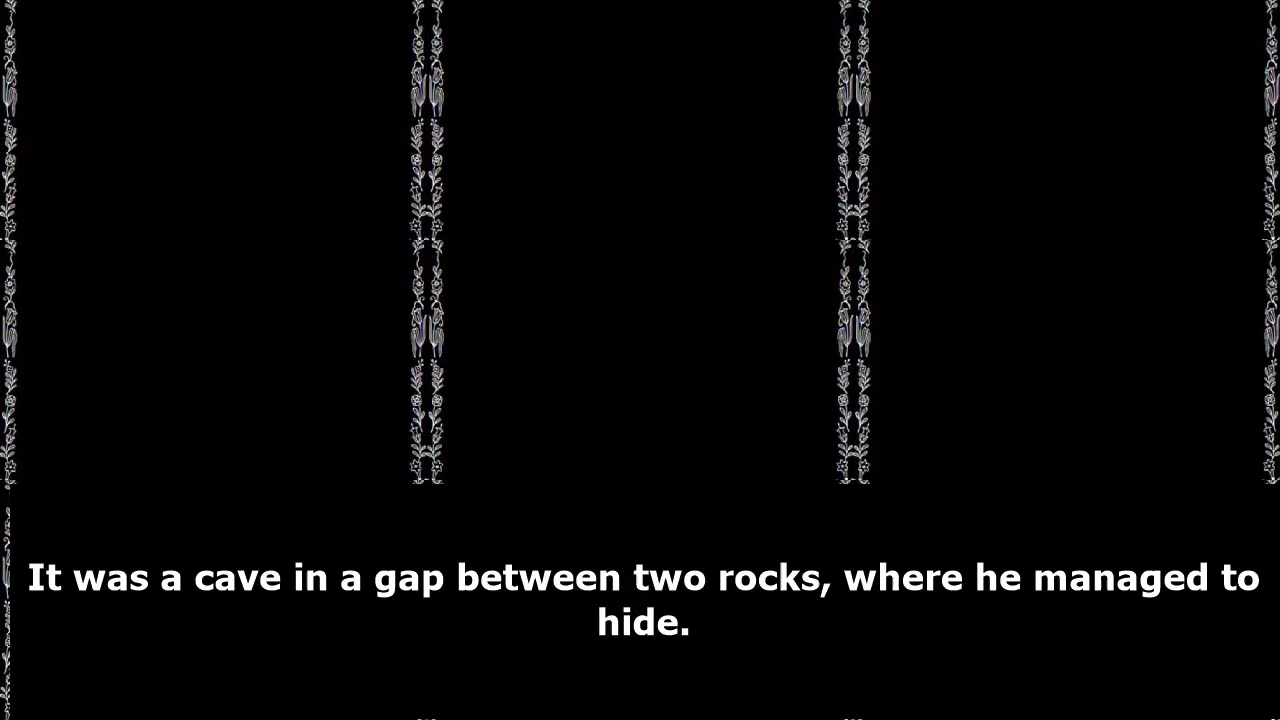 It was a cave in a gap between two rocks, where he managed to
hide.